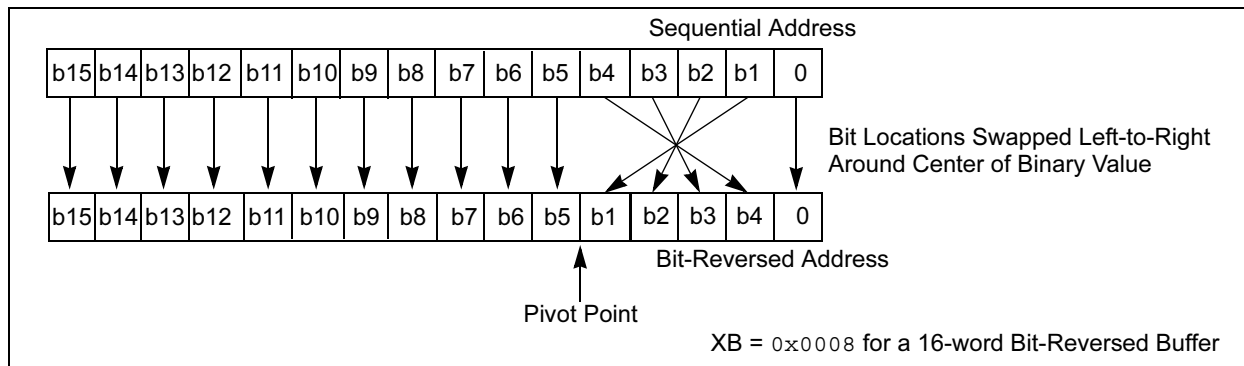 Sequential Address
b15 b14 b13 b12 b11 b10 b9 b8 b7 b6 b5 b4 b3 b2 b1 0
Bit Locations Swapped Left-to-Right
Around Center of Binary Value
b15 b14 b13 b12 b11 b10 b9 b8 b7 b6 b5 b1 b2 b3 b4 0
Bit-Reversed Address
Pivot Point
XB = 0x0008 for a 16-word Bit-Reversed Buffer